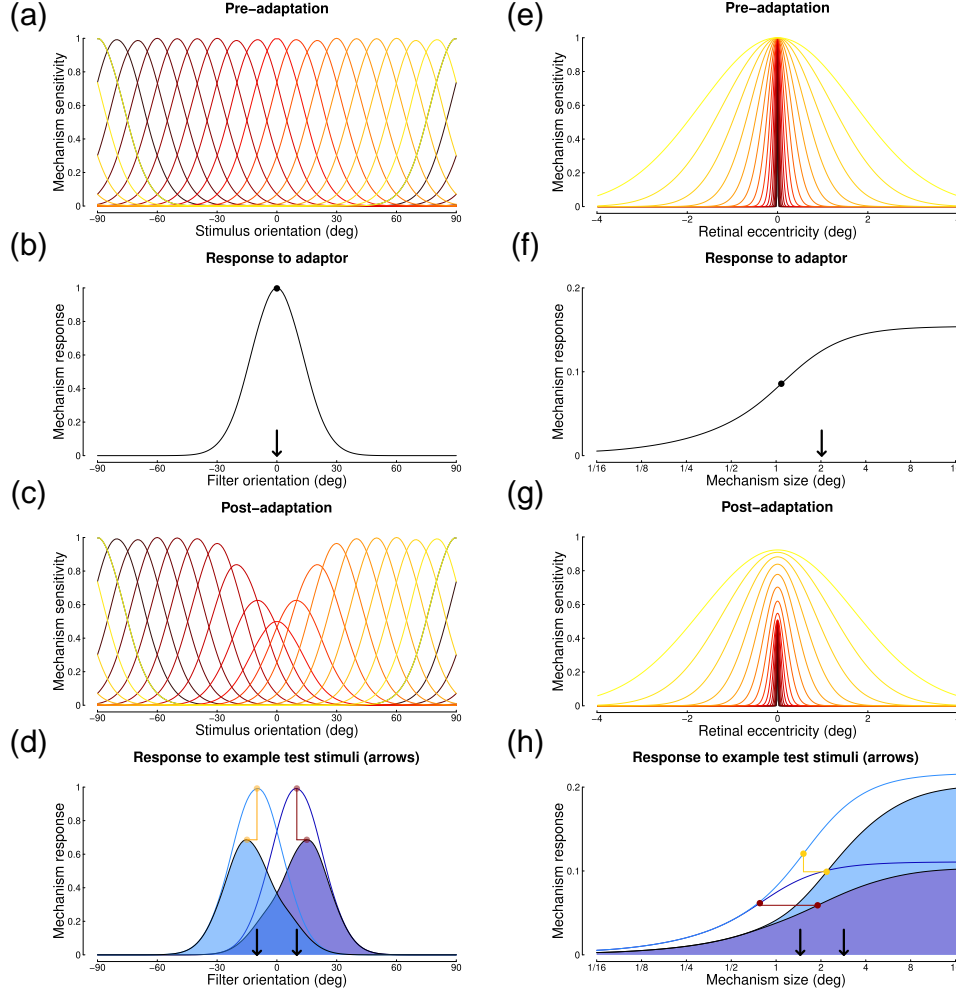 (a)
Pre−adaptation
Mechanism sensitivity
1
0.8
0.6
0.4
0.2
0
−90 −60 −30 0 30 60 90
Stimulus orientation (deg)
(b)
Response to adaptor
Mechanism response
1
0.8
0.6
0.4
0.2
0
−90 −60 −30 0 30 60 90
Filter orientation (deg)
(c)
Post−adaptation
Mechanism sensitivity
1
0.8
0.6
0.4
0.2
0
−90 −60 −30 0 30 60 90
Stimulus orientation (deg)
(d)
Response to example test stimuli (arrows)
Mechanism response
1
0.8
0.6
0.4
0.2
0
−90 −60 −30 0 30 60 90
Filter orientation (deg)
(e)
Pre−adaptation
Mechanism sensitivity
1
0.8
0.6
0.4
0.2
0
−4 −2 0 2
Retinal eccentricity (deg)
(f)
Response to adaptor
Mechanism response
0.2
0.1
0
1/16 1/8 1/4 1/2 1 2 4 8
Mechanism size (deg)
(g)
Post−adaptation
Mechanism sensitivity
1
0.8
0.6
0.4
0.2
0
−4 −2 0 2
Retinal eccentricity (deg)
(h)
Response to example test stimuli (arrows)
Mechanism response
0.2
0.1
0
1/16 1/8 1/4 1/2 1 2 4 8
Mechanism size (deg)